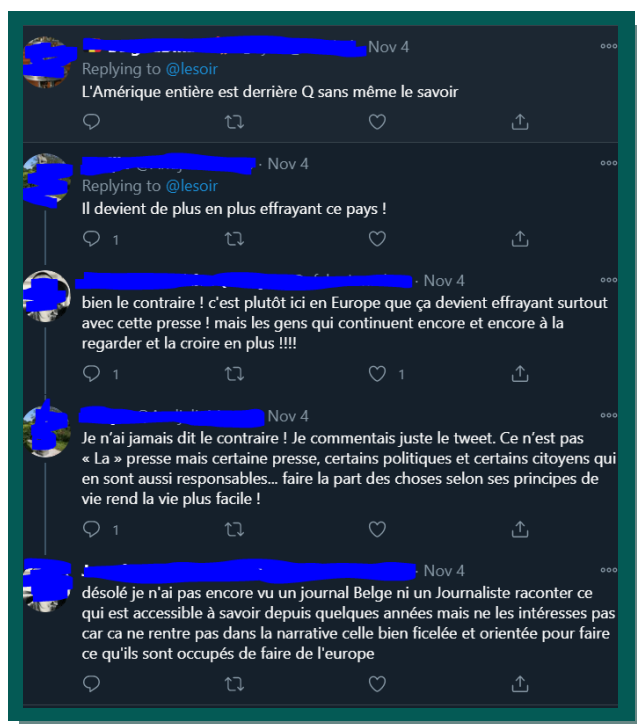 Nov 4
Replying to @lesoir
L'Amérique entière est derrière Q sans même le savoir
· Nov 4
Replying to @lesoir
Il devient de plus en plus effrayant ce pays !
1
· Nov 4
bien le contraire ! c'est plutôt ici en Europe que ça devient effrayant surtout
avec cette presse ! mais les gens qui continuent encore et encore à la
regarder et la croire en plus !!!!
1 1
Nov 4
Je n'ai jamais dit le contraire ! Je commentais juste le tweet. Ce n'est pas
« La » presse mais certaine presse, certains politiques et certains citoyens qui
en sont aussi responsables... faire la part des choses selon ses principes de
vie rend la vie plus facile !
1
· Nov 4
désolé je n'ai pas encore vu un journal Belge ni un Journaliste raconter ce
qui est accessible à savoir depuis quelques années mais ne les intéresses pas
car ca ne rentre pas dans la narrative celle bien ficelée et orientée pour faire
ce qu'ils sont occupés de faire de l'europe